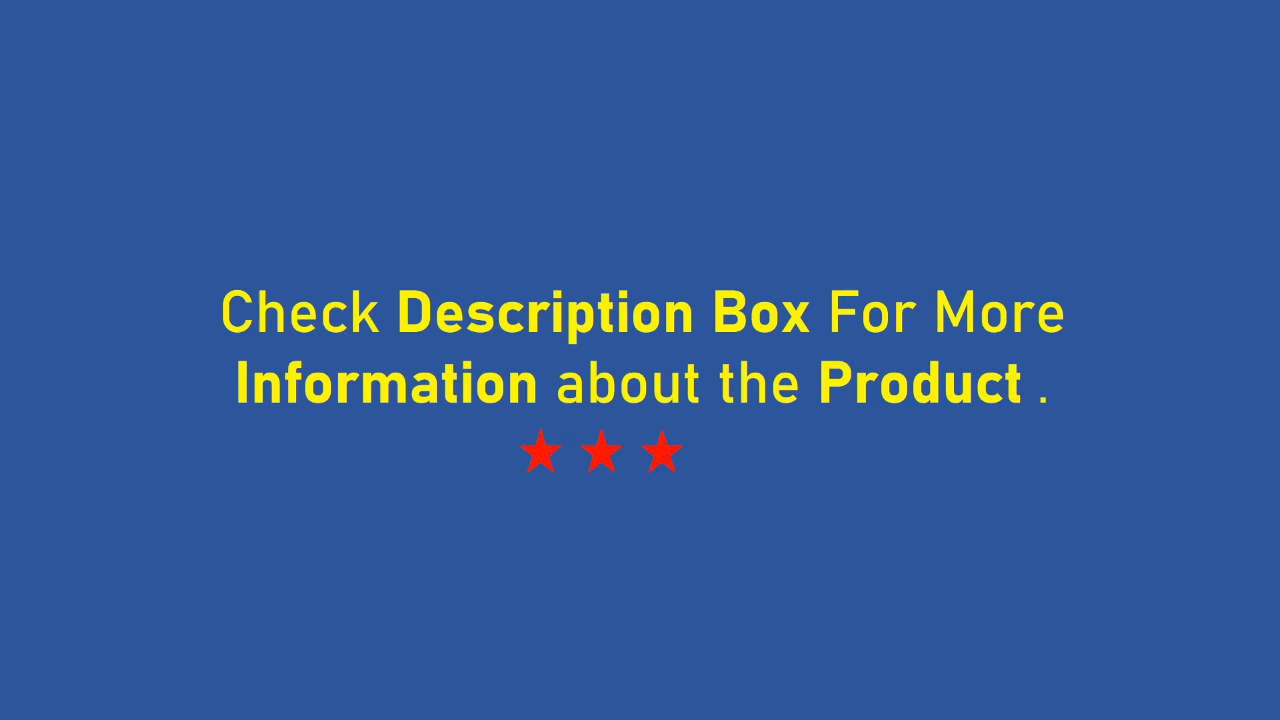 Check Description Box For More
Information about the Product .
★ ★ ★